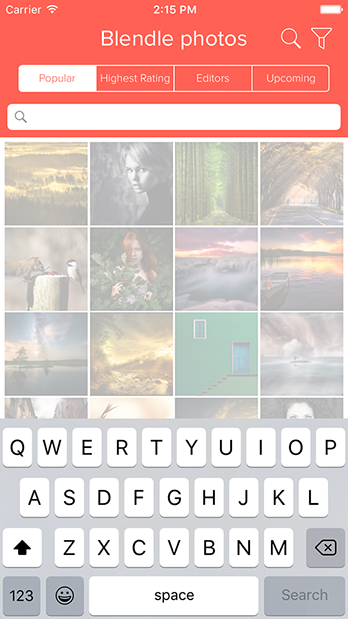 Carrier 2:15 PM
Blendle photos
Popular Highest Rating Editors Upcoming
Q W E R T Y U I O P
A S D F G H J K L
Z X C V B N M
123 space Search